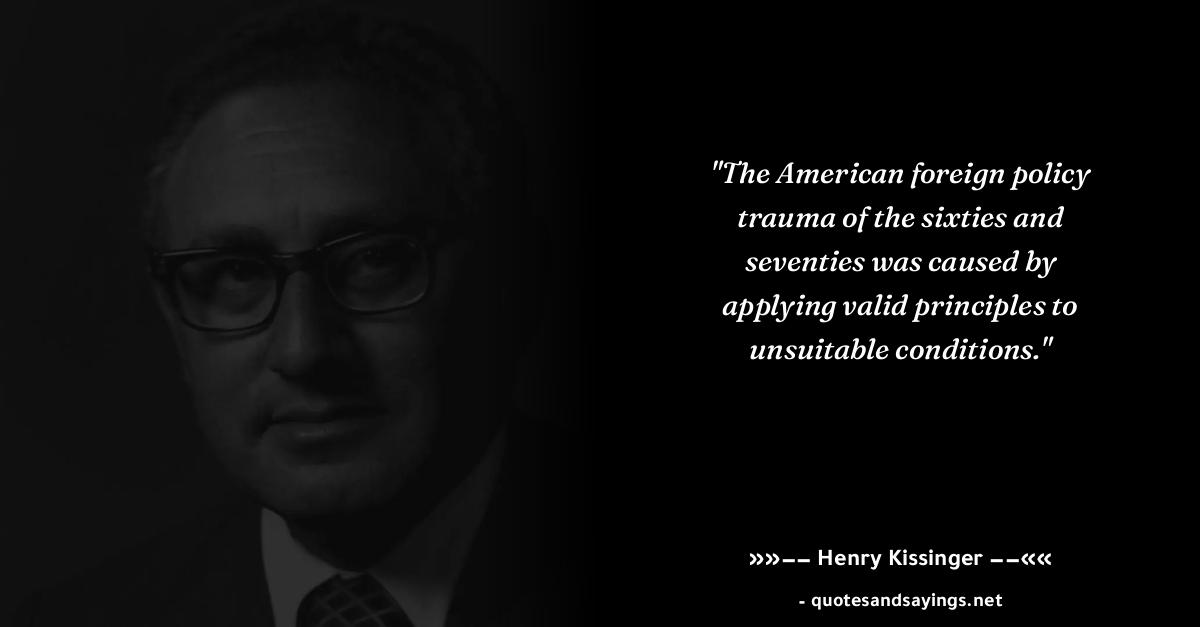 "The American foreign policy
trauma of the sixties and
seventies was caused by
applying valid principles to
unsuitable conditions."
»»–– Henry Kissinger ––««
- quotesandsayings.net